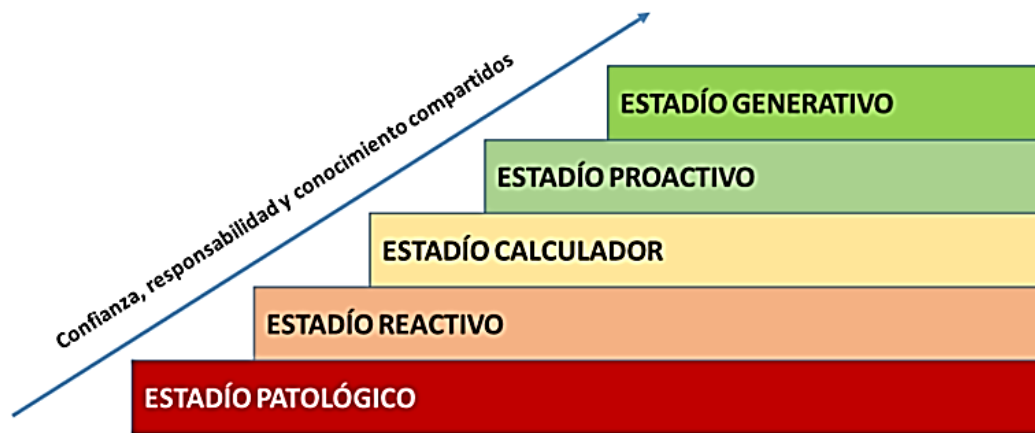 Confianza, responsabilidad y conocimiento compartidos
ESTADÍO GENERATIVO
ESTADÍO PROACTIVO
ESTADÍO CALCULADOR
ESTADÍO REACTIVO
ESTADÍO PATOLÓGICO